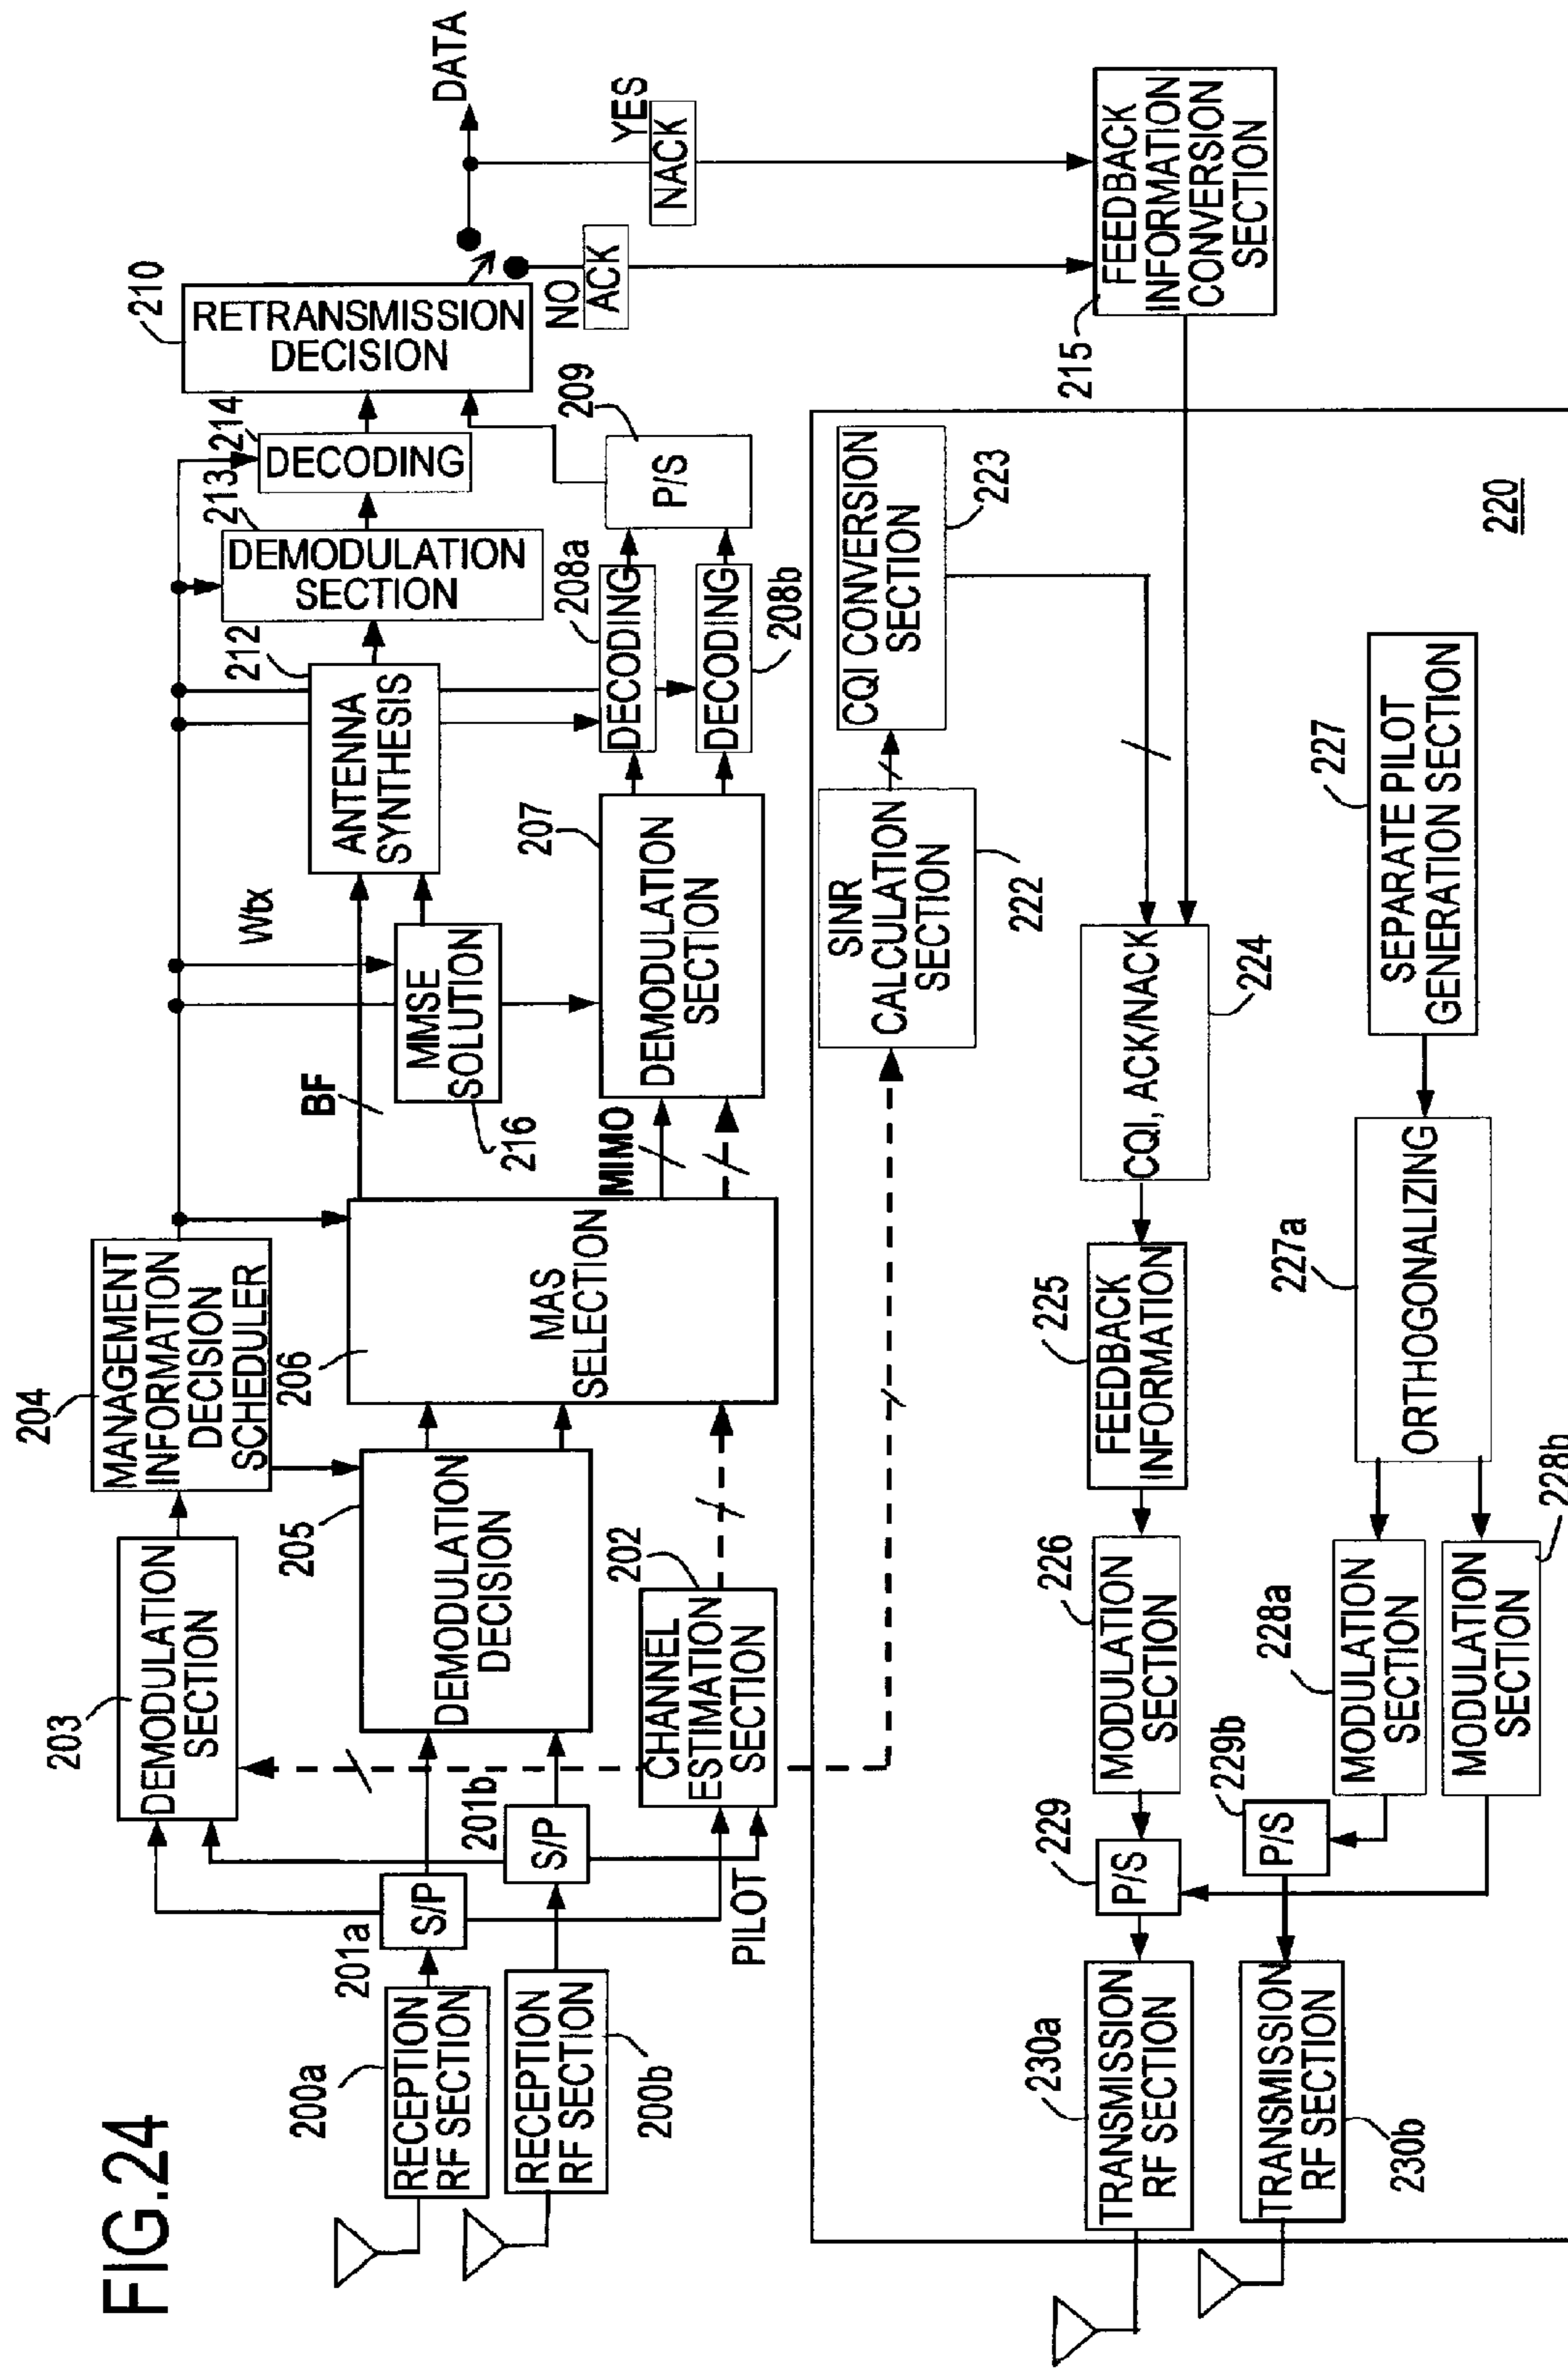 FIG.24
200a
RECEPTION
RF SECTION
RECEPTION
RF SECTION
200b
201a
S/P
201b
S/P
PILOT
203
DEMODULATION
SECTION
204
MANAGEMENT
INFORMATION
DECISION
SCHEDULER
205
DEMODULATION
DECISION
202
CHANNEL
ESTIMATION
SECTION
206
MAS
SELECTION
BF
MIMO
Wtx
MMSE
SOLUTION
216
212
ANTENNA
SYNTHESIS
207
DEMODULATION
SECTION
213
DEMODULATION
SECTION
214
DECODING
208a
DECODING
DECODING
208b
209
P/S
210
RETRANSMISSION
DECISION
DATA
NO
ACK
YES
NACK
215
FEEDBACK
INFORMATION
CONVERSION
SECTION
SINR
CALCULATION
SECTION
222
CQI CONVERSION
SECTION
223
CQI, ACK/NACK
224
225
FEEDBACK
INFORMATION
226
MODULATION
SECTION
229
P/S
230a
TRANSMISSION
RF SECTION
227
SEPARATE PILOT
GENERATION SECTION
227a
ORTHOGONALIZING
228a
MODULATION
SECTION
228b
MODULATION
SECTION
229b
P/S
TRANSMISSION
RF SECTION
230b
220